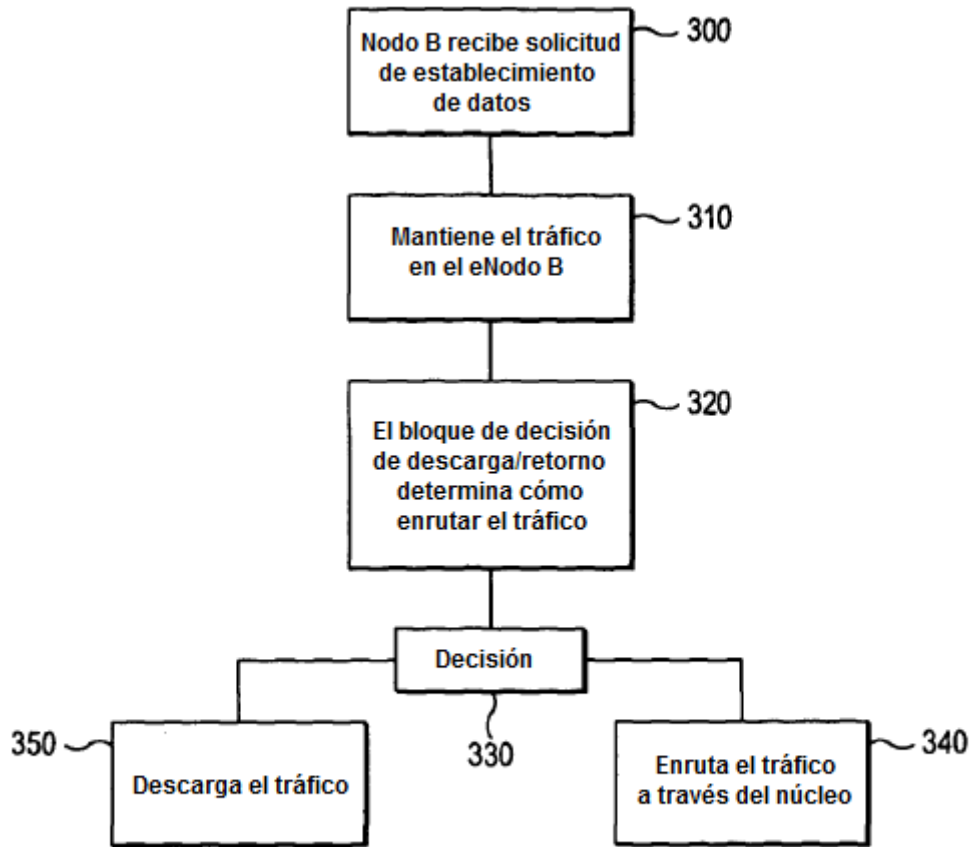 Nodo B recibe solicitud
de establecimiento
de datos
300
Mantiene el tráfico
en el eNodo B
310
El bloque de decisión
de descarga/retorno
determina cómo
enrutar el tráfico
320
Decisión
330
350
Descarga el tráfico
Enruta el tráfico
a través del núcleo
340